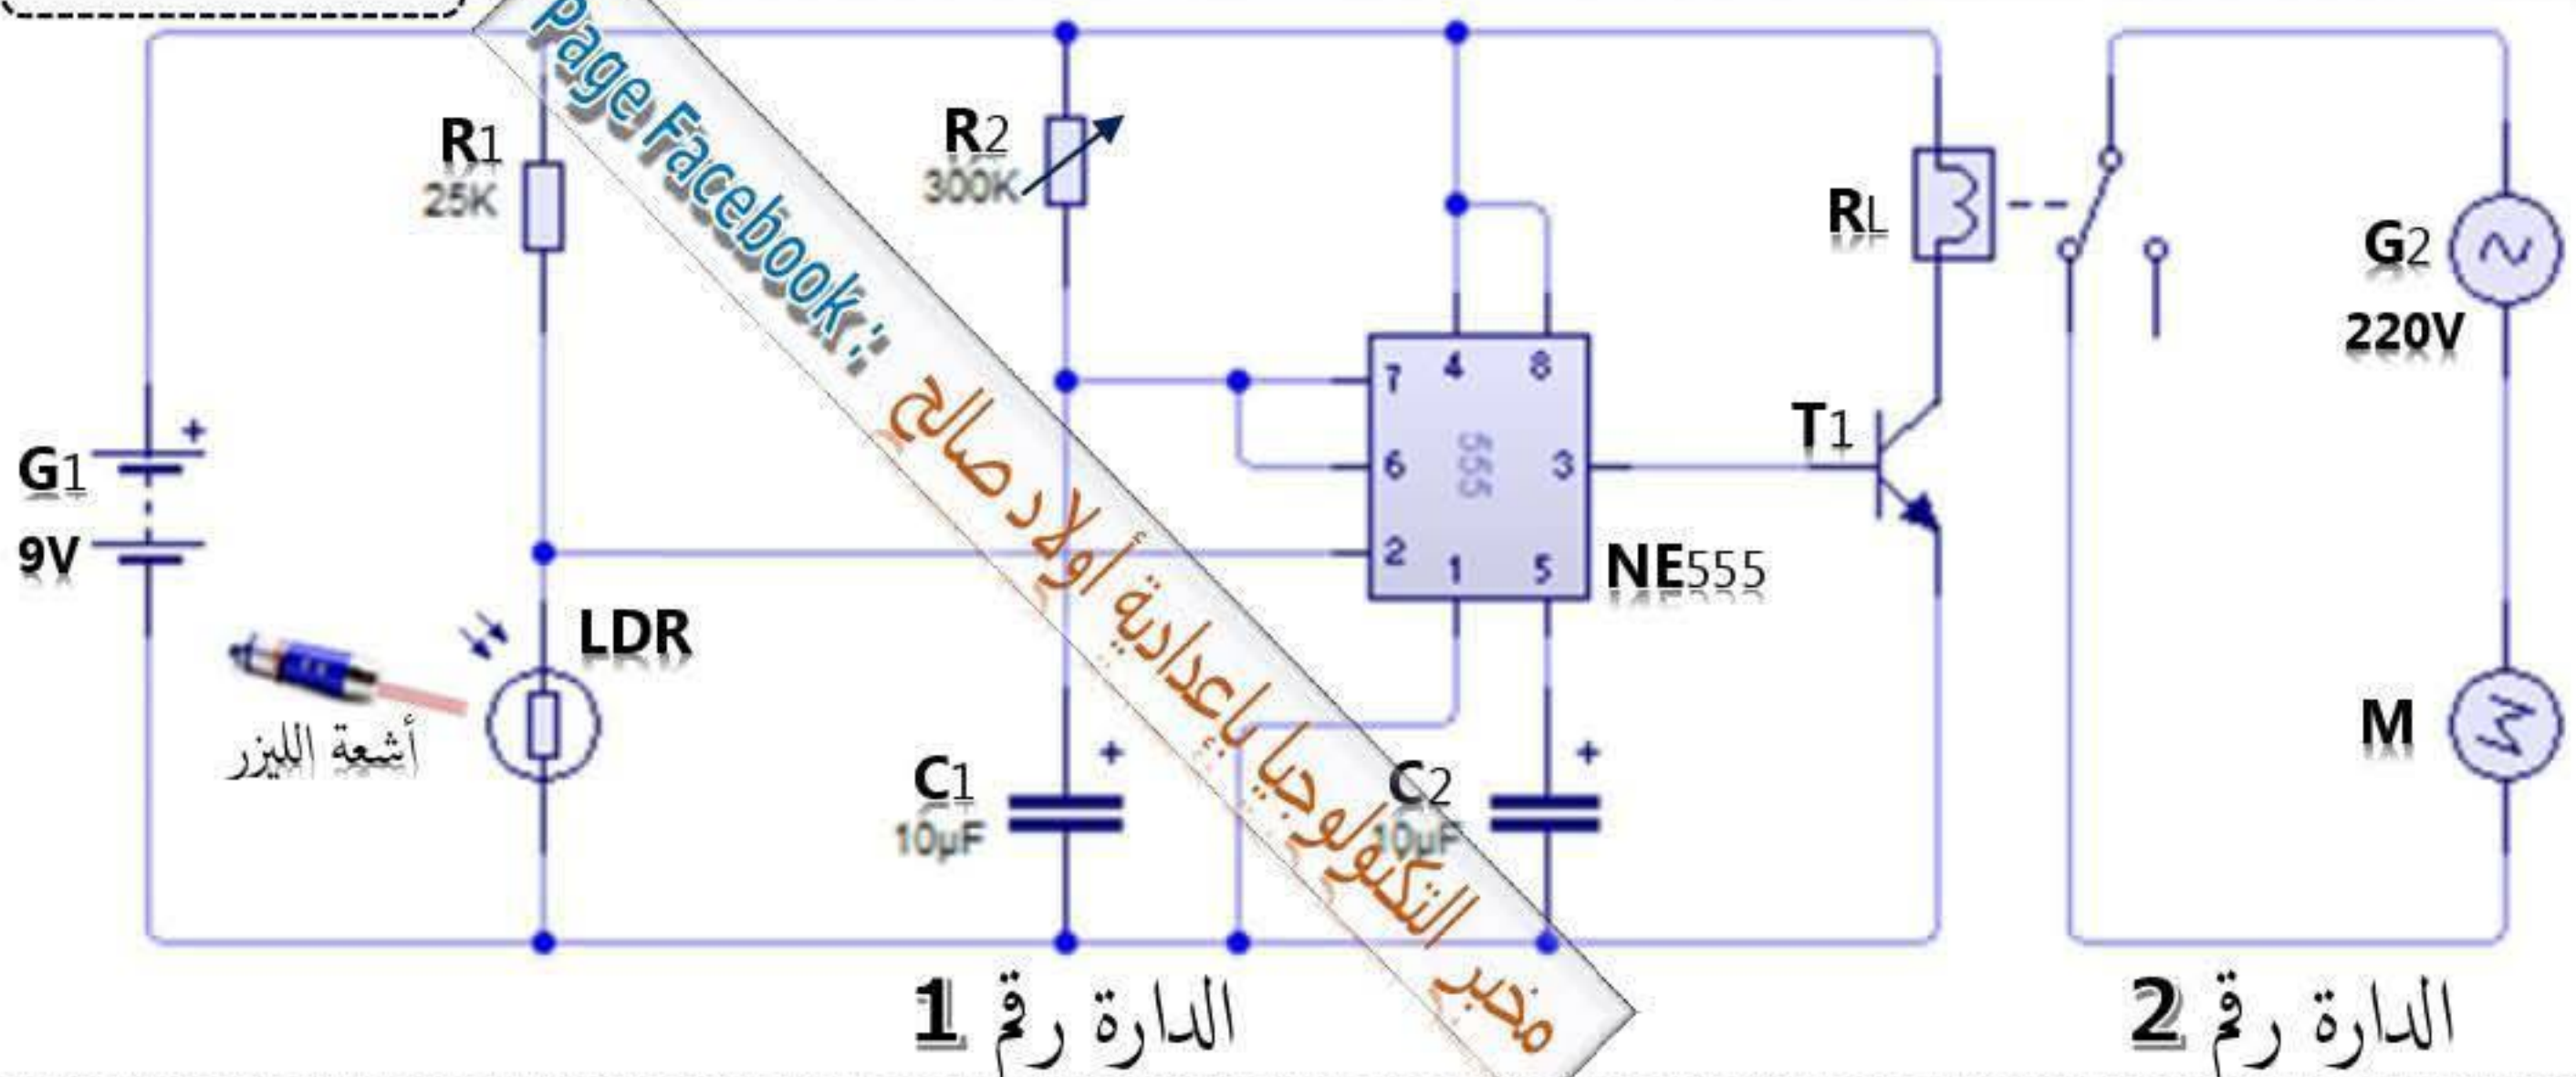 Page Facebook :
مخبر التكنولوجيا بإعدادية أولاد صالح
R1
25K
R2
300K
RL
G2
220V
7
4
8
6
555
3
2
1
5
T1
NE555
G1
+
9V
LDR
أشعة الليزر
C1
+
10µF
C2
+
10µF
M
الدارة رقم 1
الدارة رقم 2